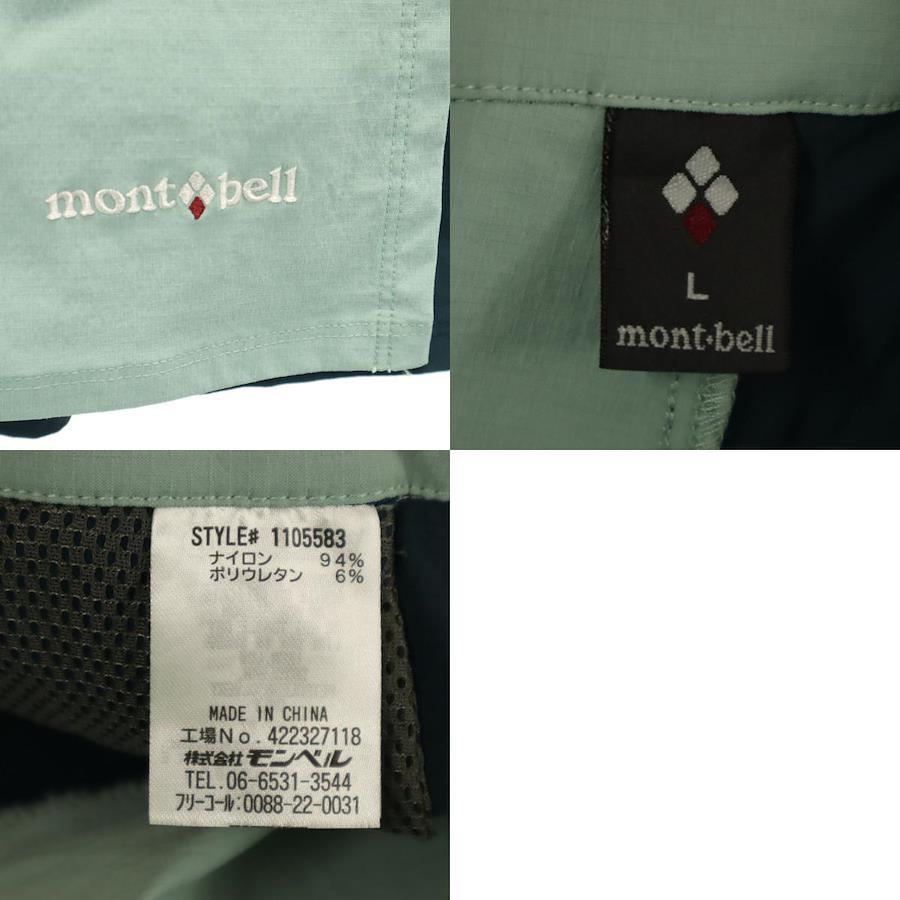 mont bell
L
mont•bell
STYLE# 1105583
ナイロン 94%
ポリウレタン 6%
MADE IN CHINA
工場No.422327118
株式会社 モンベル
TEL.06-6531-3544
フリーコール:0088-22-0031